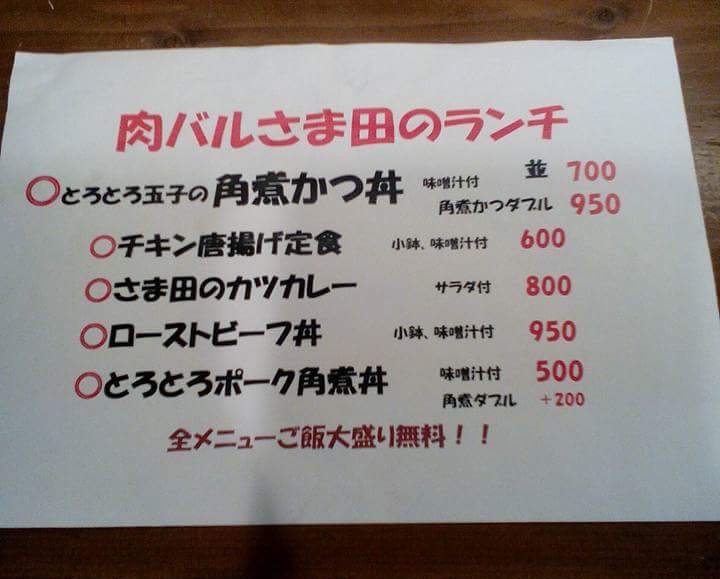 肉バルさま田のランチ
○とろとろ玉子の角煮かつ丼 味噌汁付 並 700
角煮かつダブル 950
○チキン唐揚げ定食 小鉢、味噌汁付 600
○さま田のカツカレー サラダ付 800
○ローストビーフ丼 小鉢、味噌汁付 950
○とろとろポーク角煮丼 味噌汁付 500
角煮ダブル +200
全メニューご飯大盛り無料！！